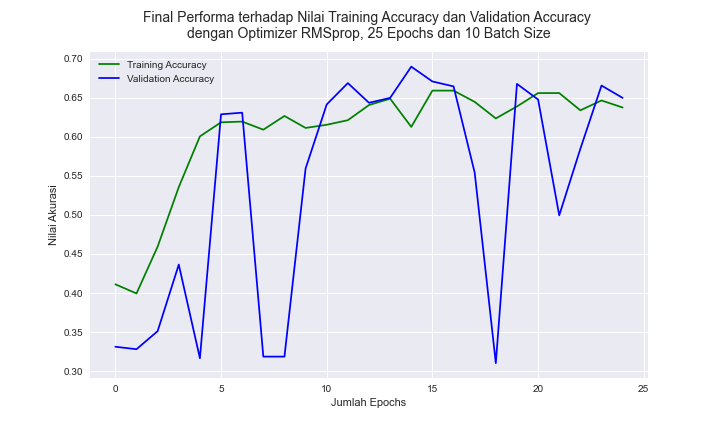 Final Performa terhadap Nilai Training Accuracy dan Validation Accuracy
dengan Optimizer RMSprop, 25 Epochs dan 10 Batch Size
Training Accuracy
Validation Accuracy
Nilai Akurasi
0.70
0.65
0.60
0.55
0.50
0.45
0.40
0.35
0.30
0
5
10
15
20
25
Jumlah Epochs